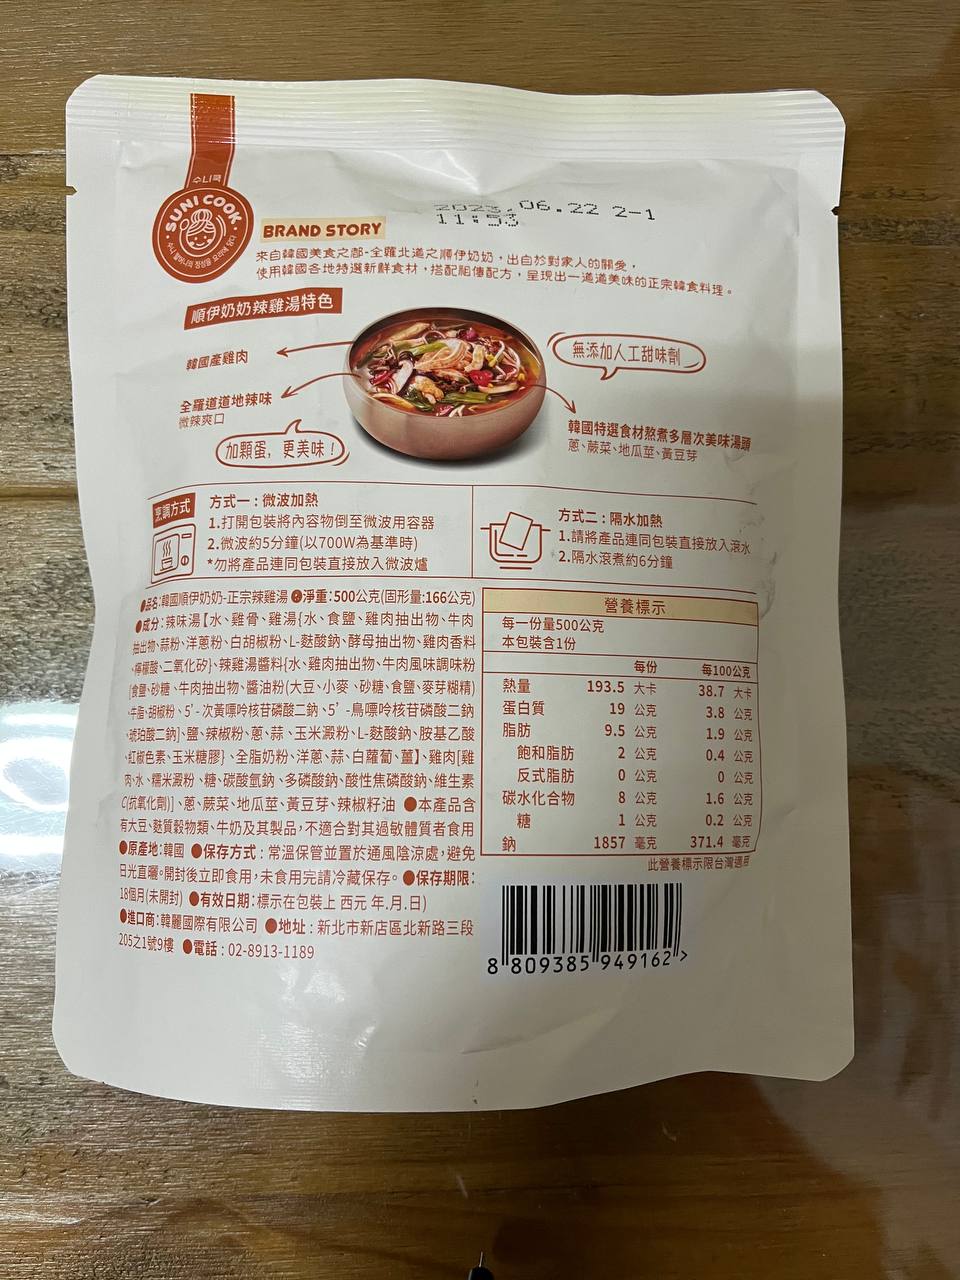 수니쿡
SUNI COOK
2023.06.22 2-1
11:53
BRAND STORY
來自韓國美食之都-全羅北道之順伊奶奶，出自於對家人的關愛，
使用韓國各地特選新鮮食材，搭配祖傳配方，呈現出一道道美味的正宗韓食料理。
順伊奶奶辣雞湯特色
韓國產雞肉
全羅道道地辣味
微辣爽口
加顆蛋，更美味！
無添加人工甜味劑
韓國特選食材熬煮多層次美味湯頭
蔥、蕨菜、地瓜莖、黃豆芽
烹調方式
方式一：微波加熱
1.打開包裝將內容物倒至微波用容器
2.微波約5分鐘(以700W為基準時)
*勿將產品連同包裝直接放入微波爐
方式二：隔水加熱
1.請將產品連同包裝直接放入滾水
2.隔水滾煮約6分鐘
●品名:韓國順伊奶奶-正宗辣雞湯 ●淨重:500公克(固形量:166公克)
●成分:辣味湯【水、雞骨、雞湯{水、食鹽、雞肉抽出物、牛肉
抽出物、蒜粉、洋蔥粉、白胡椒粉、L-麩酸鈉、酵母抽出物、雞肉香料
、檸檬酸、二氧化矽}、辣雞湯醬料{水、雞肉抽出物、牛肉風味調味粉
[食鹽、砂糖、牛肉抽出物、醬油粉(大豆、小麥、砂糖、食鹽、麥芽糊精)
、牛脂、胡椒粉、5'-次黃嘌呤核苷磷酸二鈉、5'-鳥嘌呤核苷磷酸二鈉
、琥珀酸二鈉]、鹽、辣椒粉、蔥、蒜、玉米澱粉、L-麩酸鈉、胺基乙酸
、紅椒色素、玉米糖膠}、全脂奶粉、洋蔥、蒜、白蘿蔔、薑】、雞肉[雞
肉、水、糯米澱粉、糖、碳酸氫鈉、多磷酸鈉、酸性焦磷酸鈉、維生素
C(抗氧化劑)]、蔥、蕨菜、地瓜莖、黃豆芽、辣椒籽油 ●本產品含
有大豆、麩質穀物類、牛奶及其製品，不適合對其過敏體質者食用
●原產地:韓國 ●保存方式：常溫保管並置於通風陰涼處，避免
日光直曬。開封後立即食用，未食用完請冷藏保存。●保存期限：
18個月(未開封) ●有效日期:標示在包裝上 西元 年.月.日)
●進口商:韓麗國際有限公司 ●地址：新北市新店區北新路三段
205之1號9樓 ●電話：02-8913-1189
營養標示
每一份量500公克
本包裝含1份
每份 每100公克
熱量 193.5 大卡 38.7 大卡
蛋白質 19 公克 3.8 公克
脂肪 9.5 公克 1.9 公克
飽和脂肪 2 公克 0.4 公克
反式脂肪 0 公克 0 公克
碳水化合物 8 公克 1.6 公克
糖 1 公克 0.2 公克
鈉 1857 毫克 371.4 毫克
此營養標示限台灣適用
8 809385 949162 >